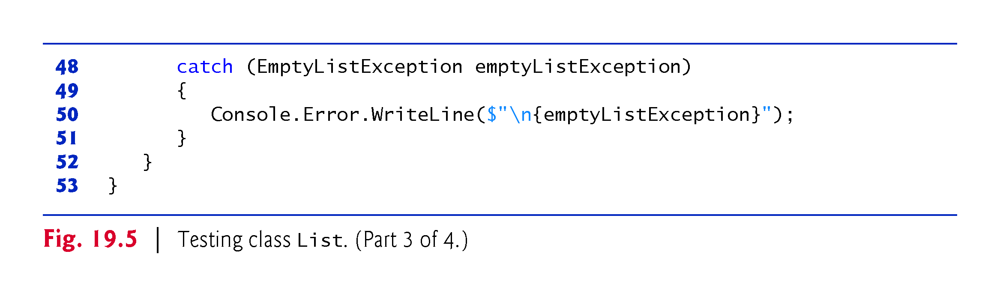 48 catch (EmptyListException emptyListException)
49 {
50 Console.Error.WriteLine($"\n{emptyListException}");
51 }
52 }
53 }
Fig. 19.5 | Testing class List. (Part 3 of 4.)